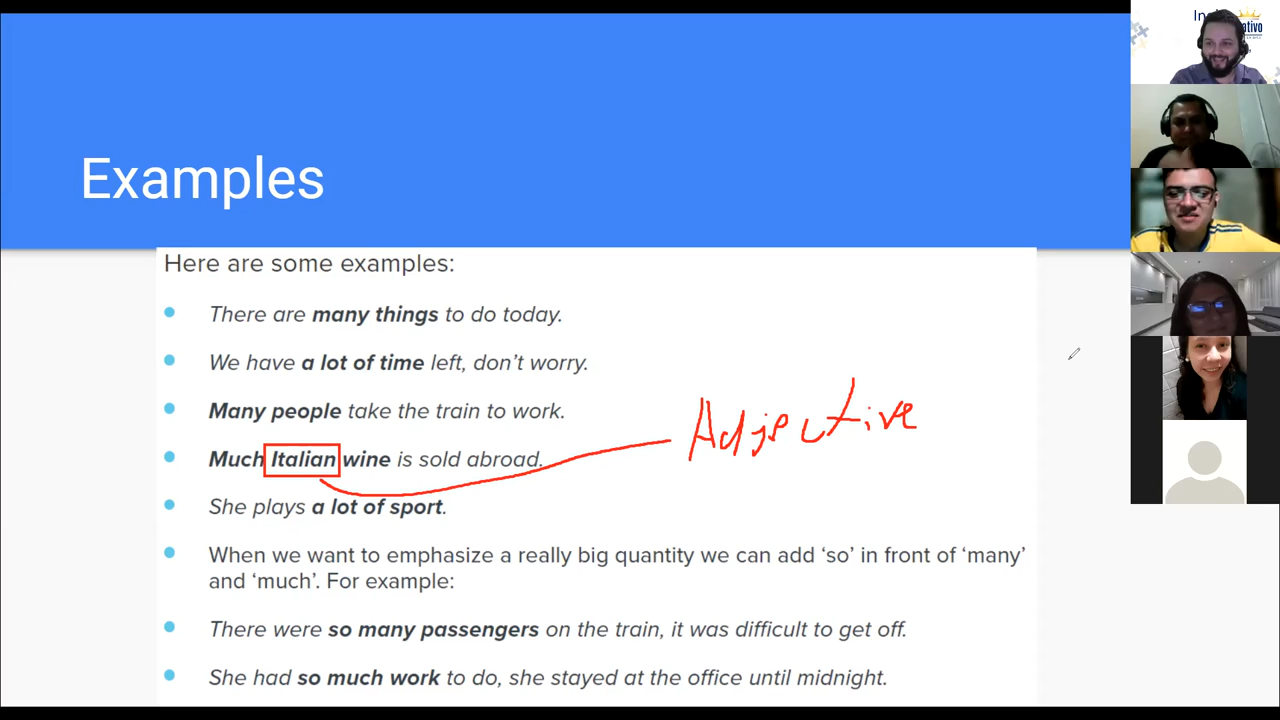 Examples
Here are some examples:
There are many things to do today.
We have a lot of time left, don't worry.
Many people take the train to work.
Adjective
Much Italian wine is sold abroad.
She plays a lot of sport.
When we want to emphasize a really big quantity we can add 'so' in front of 'many'
and 'much'. For example:
There were so many passengers on the train, it was difficult to get off.
She had so much work to do, she stayed at the office until midnight.